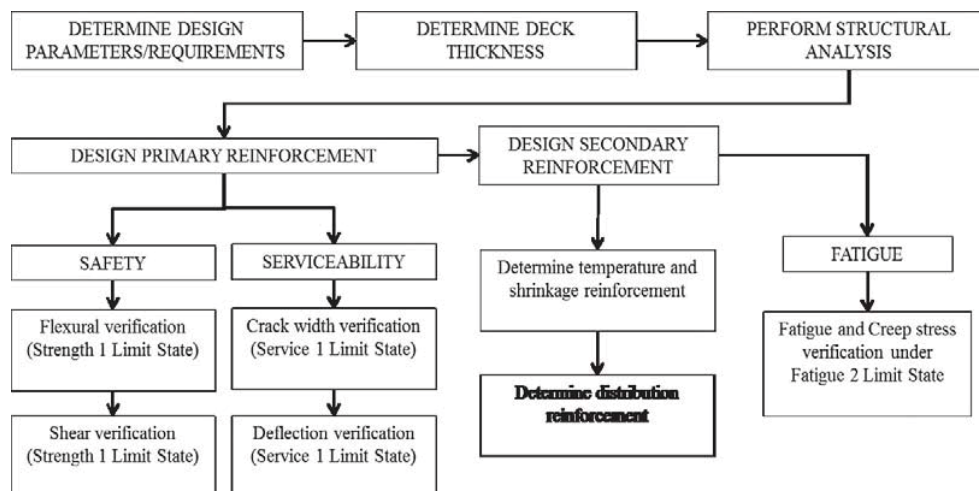 DETERMINE DESIGN
PARAMETERS/REQUIREMENTS
DETERMINE DECK
THICKNESS
PERFORM STRUCTURAL
ANALYSIS
DESIGN PRIMARY REINFORCEMENT
DESIGN SECONDARY
REINFORCEMENT
SAFETY
SERVICEABILITY
Determine temperature and
shrinkage reinforcement
FATIGUE
Flexural verification
(Strength 1 Limit State)
Crack width verification
(Service 1 Limit State)
Fatigue and Creep stress
verification under
Fatigue 2 Limit State
Determine distribution
reinforcement
Shear verification
(Strength 1 Limit State)
Deflection verification
(Service 1 Limit State)